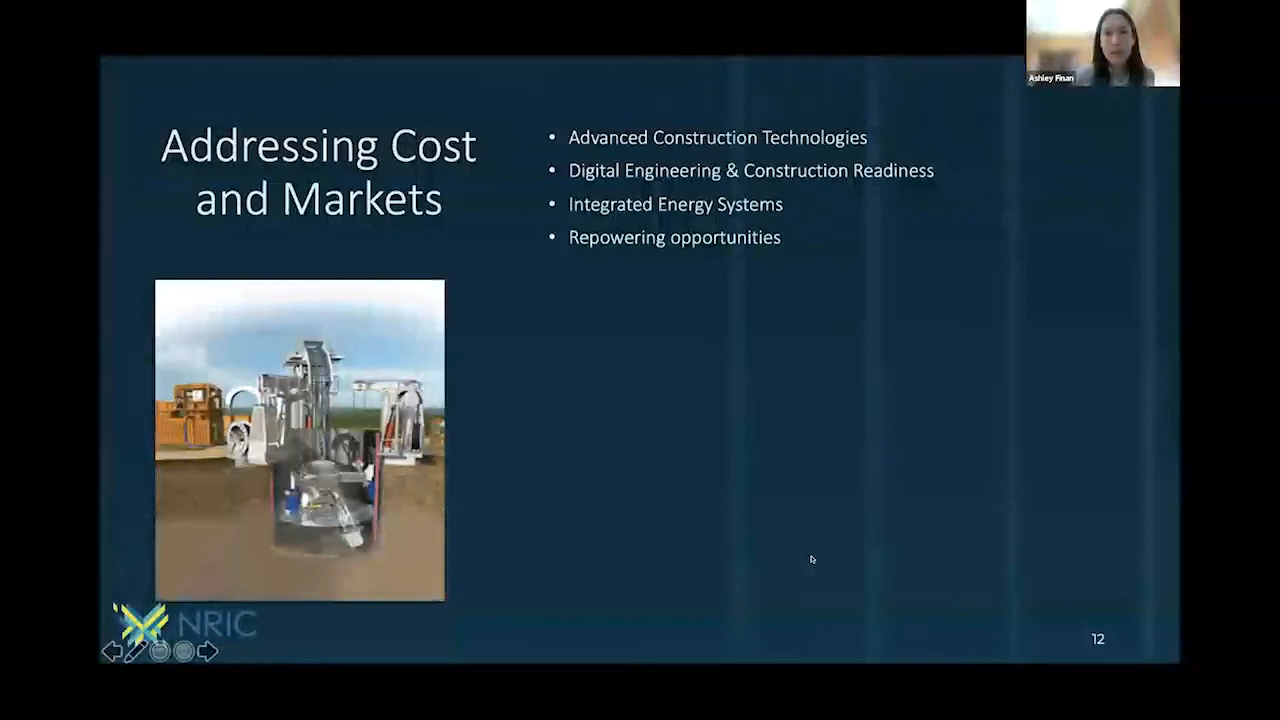 Ashley Finan
Addressing Cost
and Markets
• Advanced Construction Technologies
• Digital Engineering & Construction Readiness
• Integrated Energy Systems
• Repowering opportunities
NRIC
12